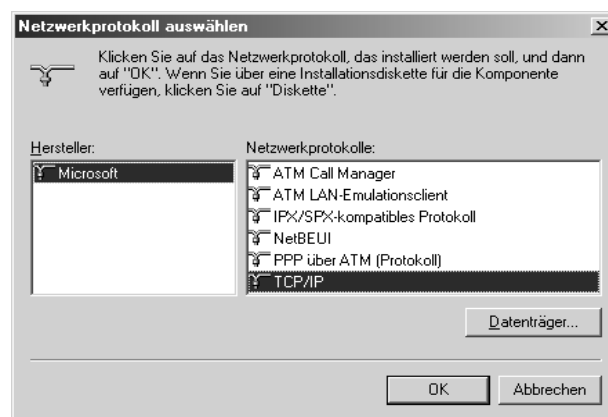 Netzwerkprotokoll auswählen
Klicken Sie auf das Netzwerkprotokoll, das installiert werden soll, und dann
auf "OK". Wenn Sie über eine Installationsdiskette für die Komponente
verfügen, klicken Sie auf "Diskette".
Hersteller:
Microsoft
Netzwerkprotokolle:
ATM Call Manager
ATM LAN-Emulationsclient
IPX/SPX-kompatibles Protokoll
NetBEUI
PPP über ATM (Protokoll)
TCP/IP
Datenträger...
OK
Abbrechen